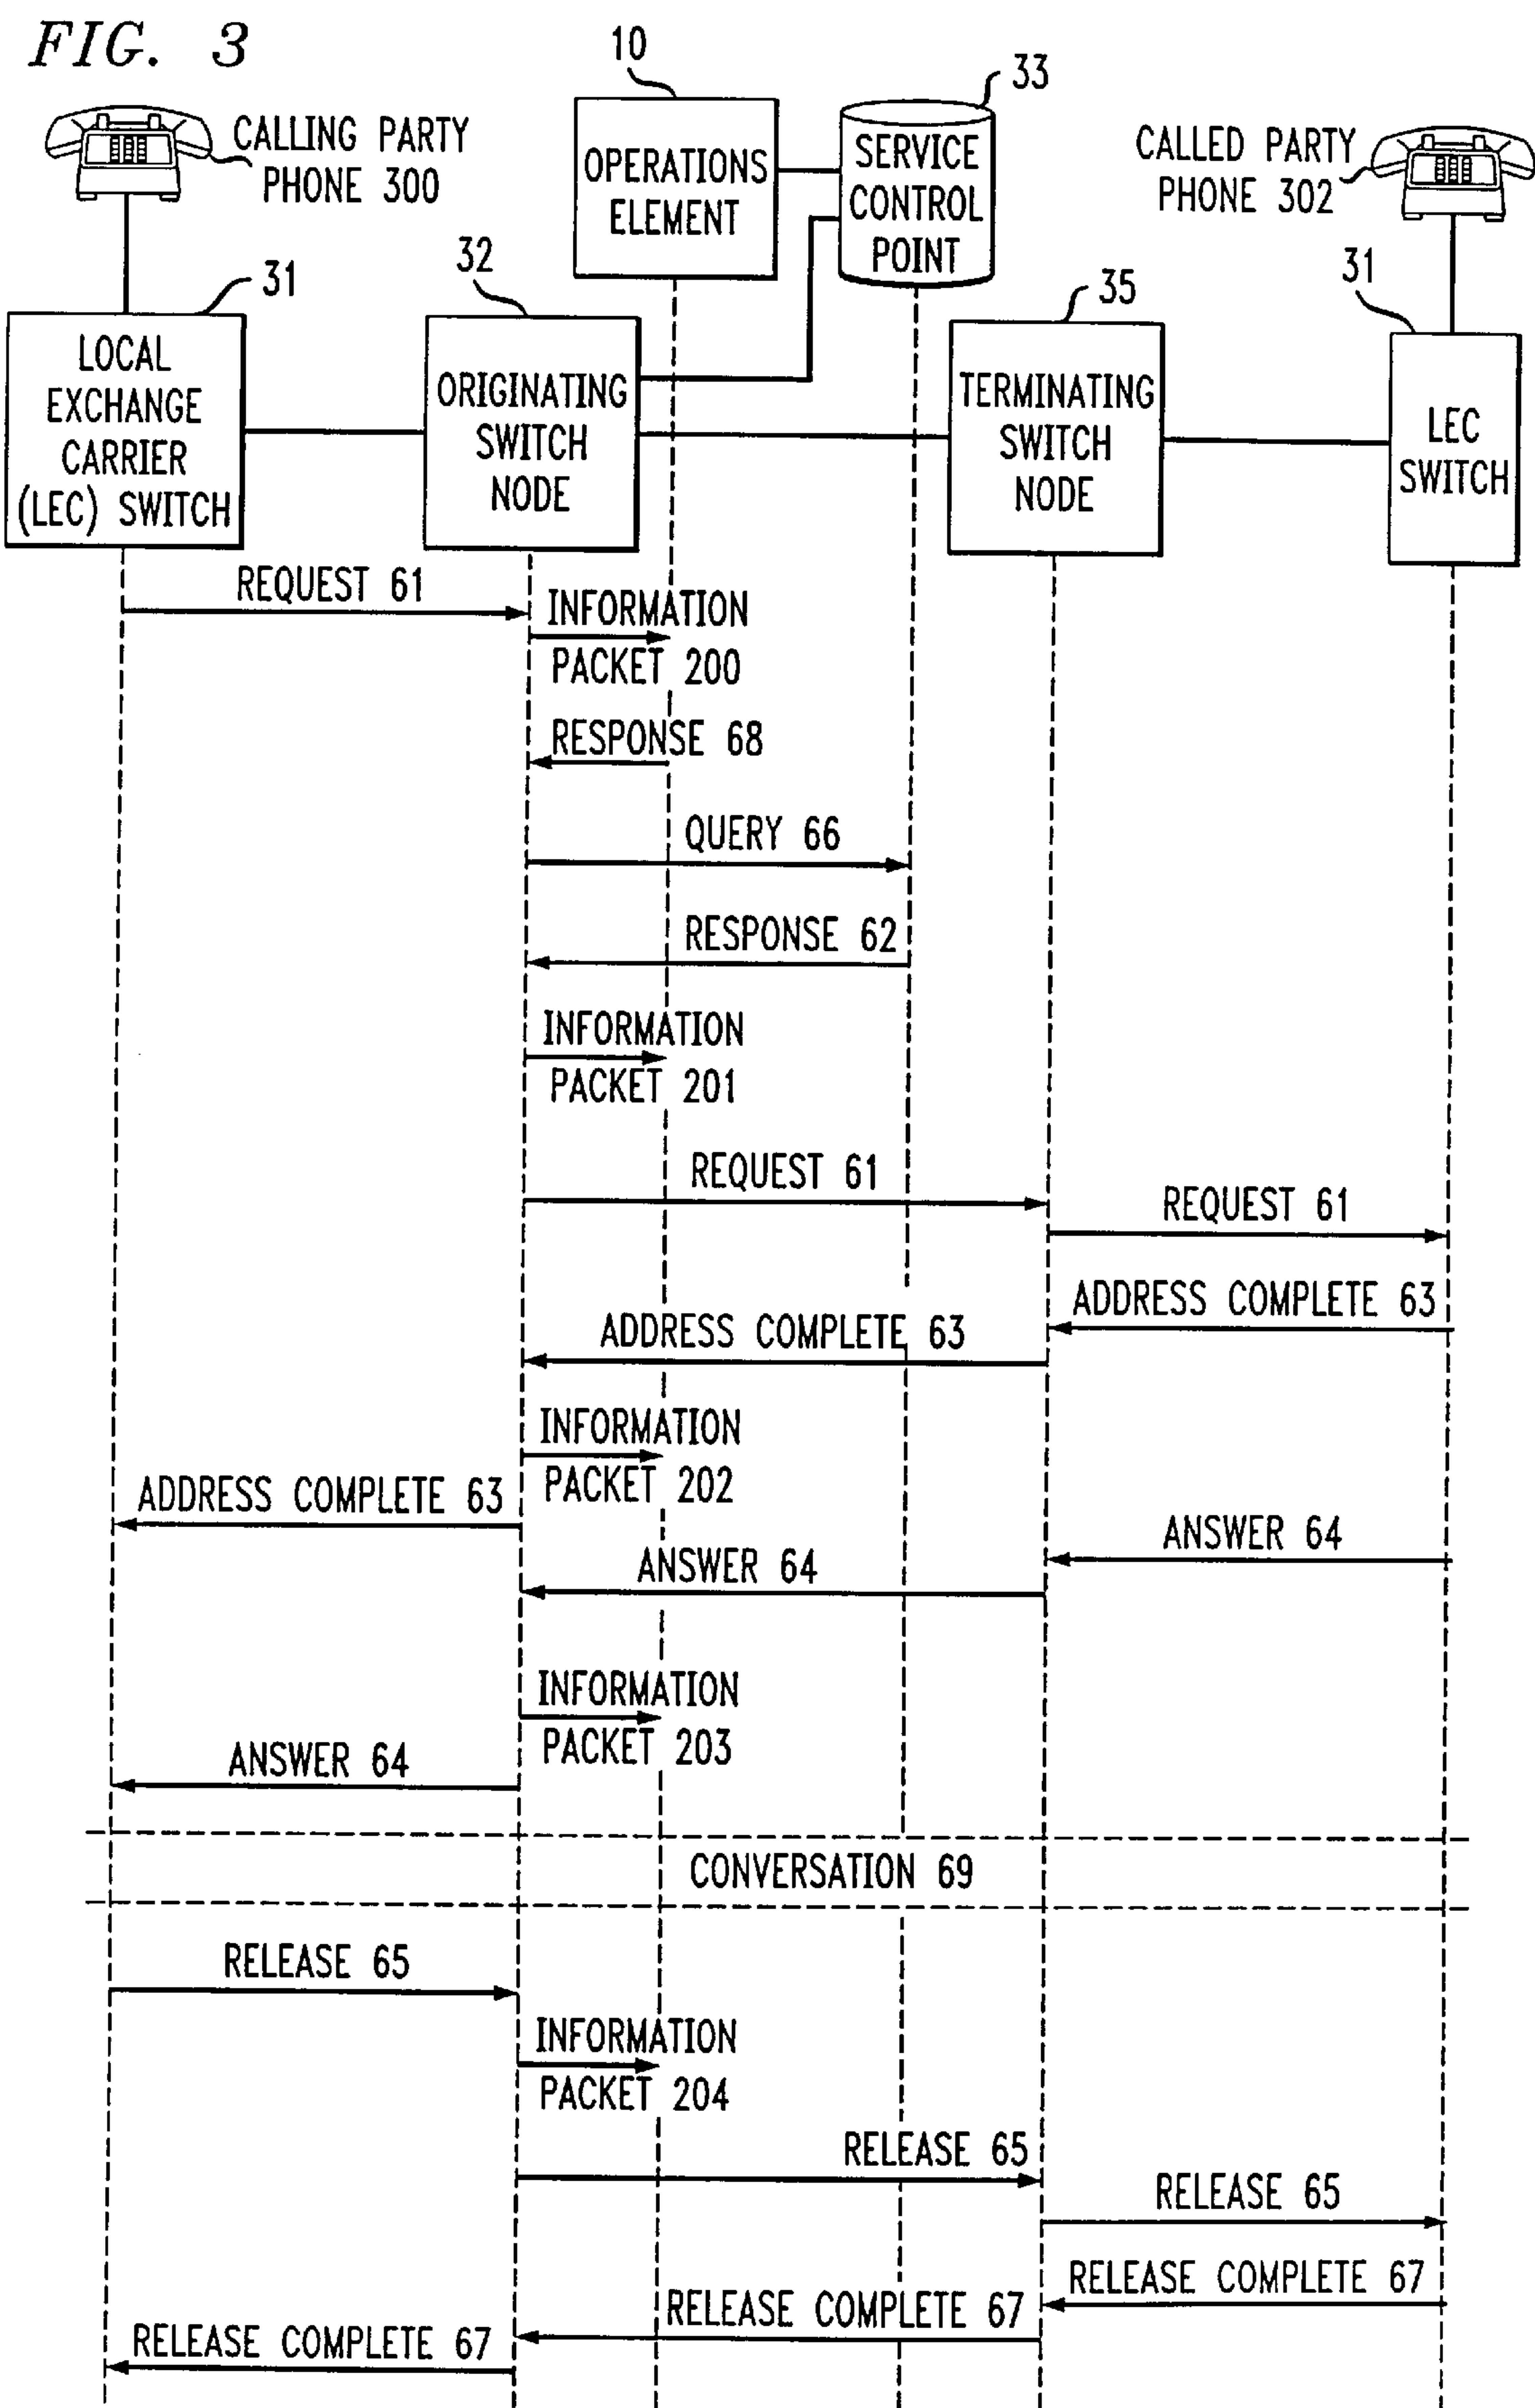 FIG. 3
10
33
CALLING PARTY
PHONE 300
OPERATIONS
ELEMENT
SERVICE
CONTROL
POINT
CALLED PARTY
PHONE 302
31
32
35
31
LOCAL
EXCHANGE
CARRIER
(LEC) SWITCH
ORIGINATING
SWITCH
NODE
TERMINATING
SWITCH
NODE
LEC
SWITCH
REQUEST 61
INFORMATION
PACKET 200
RESPONSE 68
QUERY 66
RESPONSE 62
INFORMATION
PACKET 201
REQUEST 61
REQUEST 61
ADDRESS COMPLETE 63
ADDRESS COMPLETE 63
INFORMATION
PACKET 202
ADDRESS COMPLETE 63
ANSWER 64
ANSWER 64
INFORMATION
PACKET 203
ANSWER 64
CONVERSATION 69
RELEASE 65
INFORMATION
PACKET 204
RELEASE 65
RELEASE 65
RELEASE COMPLETE 67
RELEASE COMPLETE 67
RELEASE COMPLETE 67